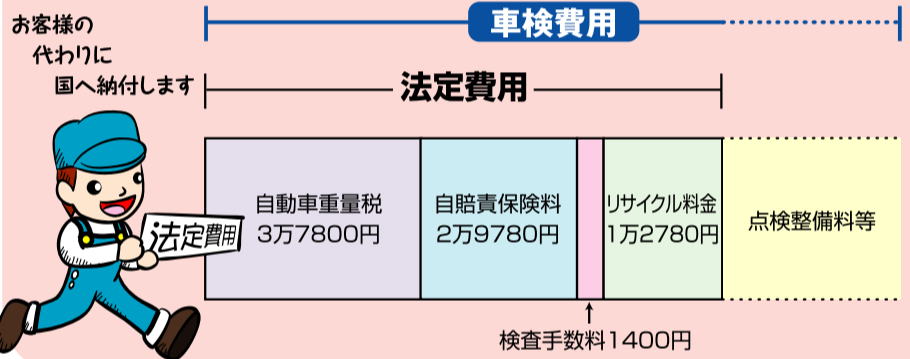 お客様の
代わりに
国へ納付します
車検費用
法定費用
法定費用
自動車重量税
3万7800円
自賠責保険料
2万9780円
リサイクル料金
1万2780円
点検整備料等
検査手数料1400円